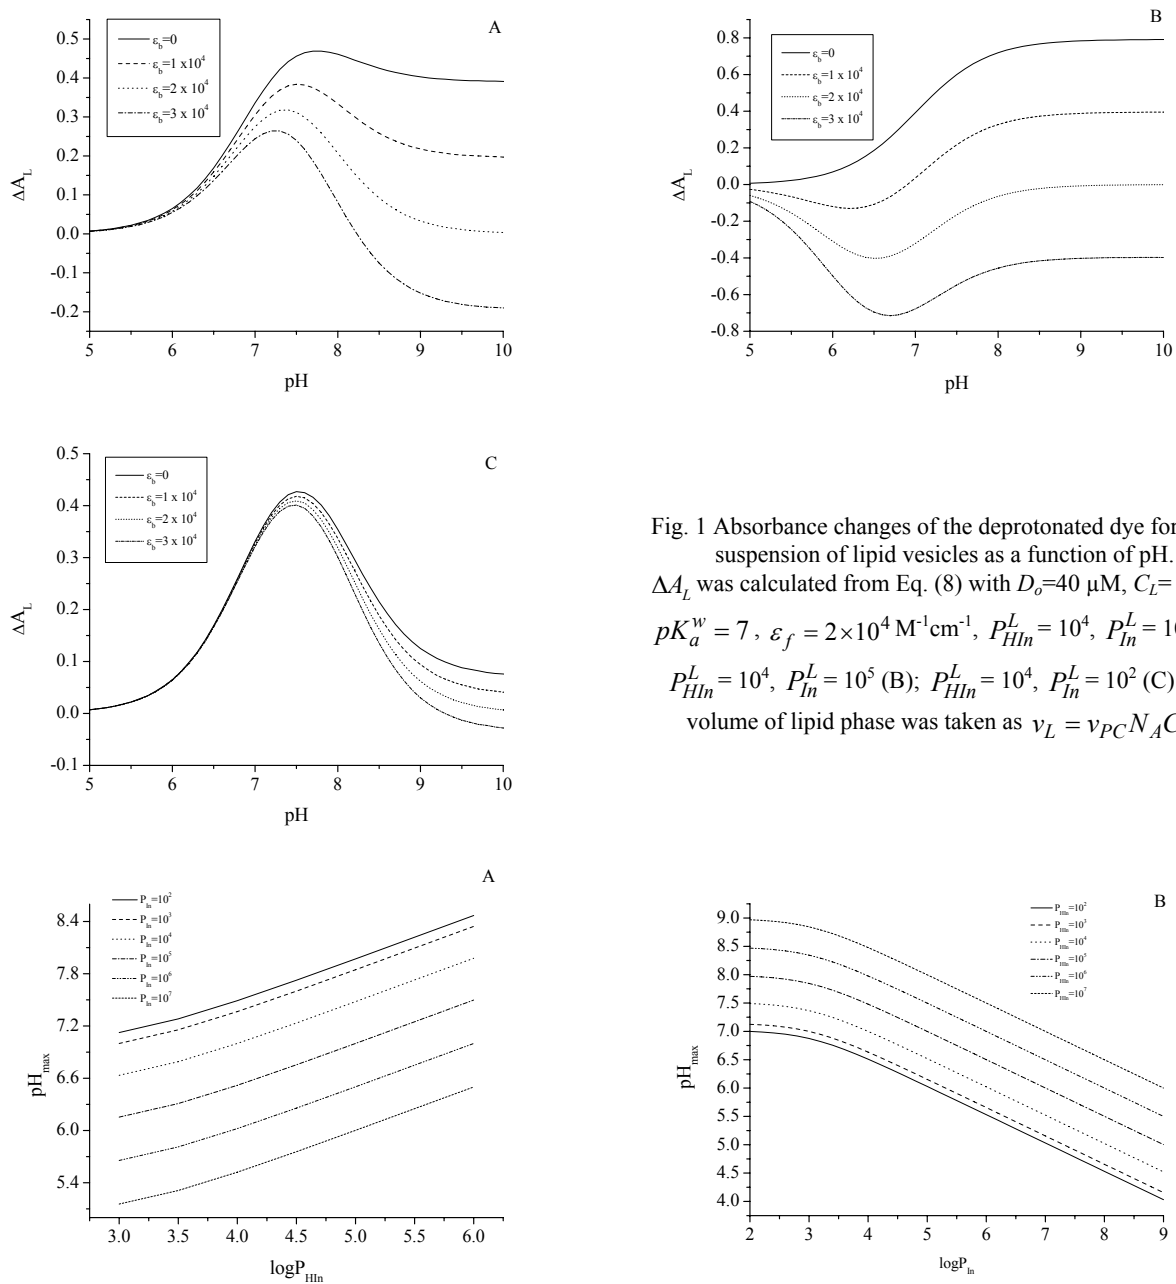 A
ε_b=0
ε_b=1 x10^4
ε_b=2 x 10^4
ε_b=3 x 10^4
ΔA_L
0.5
0.4
0.3
0.2
0.1
0.0
-0.1
-0.2
5 6 7 8 9 10
pH
B
ε_b=0
ε_b=1 x 10^4
ε_b=2 x 10^4
ε_b=3 x 10^4
ΔA_L
0.8
0.6
0.4
0.2
0.0
-0.2
-0.4
-0.6
-0.8
5 6 7 8 9 10
pH
C
ε_b=0
ε_b=1 x 10^4
ε_b=2 x 10^4
ε_b=3 x 10^4
ΔA_L
0.5
0.4
0.3
0.2
0.1
0.0
-0.1
5 6 7 8 9 10
pH
Fig. 1 Absorbance changes of the deprotonated dye for
suspension of lipid vesicles as a function of pH.
ΔA_L was calculated from Eq. (8) with D_o=40 μM, C_L=
pK_a^w = 7 , ε_f = 2×10^4 M^-1cm^-1, P_HIn^L = 10^4, P_In^L = 10
P_HIn^L = 10^4, P_In^L = 10^5 (B); P_HIn^L = 10^4, P_In^L = 10^2 (C)
volume of lipid phase was taken as v_L = v_PC N_A C
A
P_In=10^2
P_In=10^3
P_In=10^4
P_In=10^5
P_In=10^6
P_In=10^7
pH_max
8.4
7.8
7.2
6.6
6.0
5.4
3.0 3.5 4.0 4.5 5.0 5.5 6.0
logP_HIn
B
P_HIn=10^2
P_HIn=10^3
P_HIn=10^4
P_HIn=10^5
P_HIn=10^6
P_HIn=10^7
pH_max
9.0
8.5
8.0
7.5
7.0
6.5
6.0
5.5
5.0
4.5
4.0
2 3 4 5 6 7 8 9
logP_In